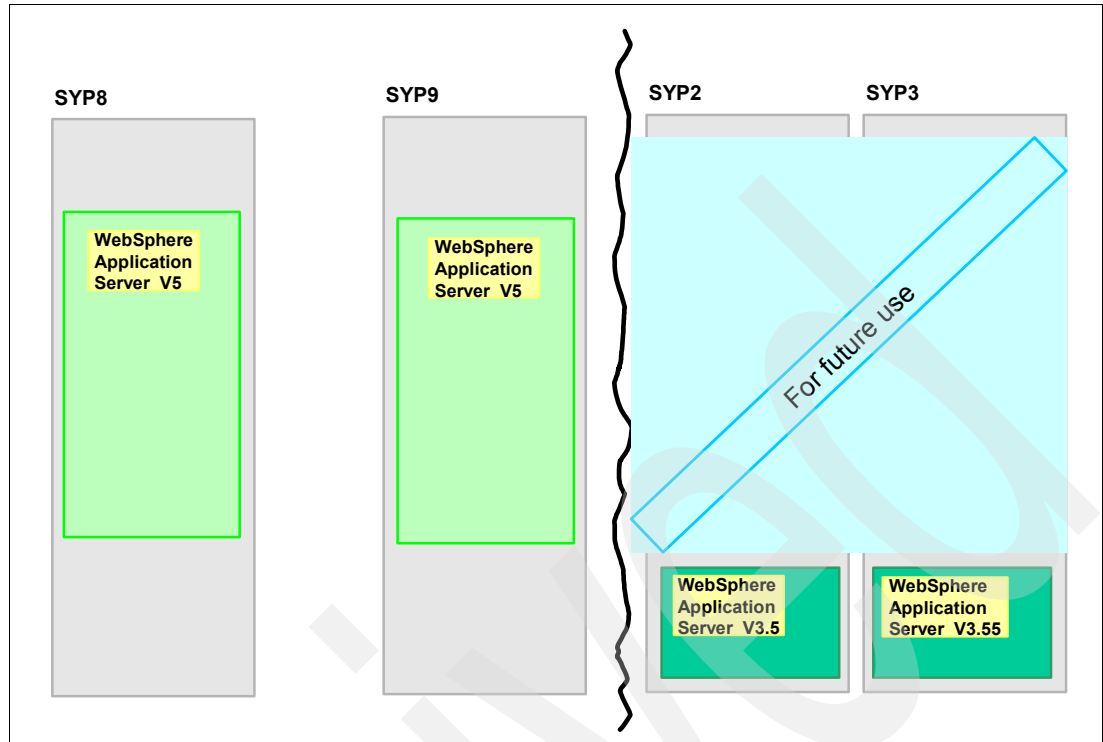 SYP8
SYP9
SYP2
SYP3
WebSphere
Application
Server V5
WebSphere
Application
Server V5
For future use
WebSphere
Application
Server V3.5
WebSphere
Application
Server V3.55